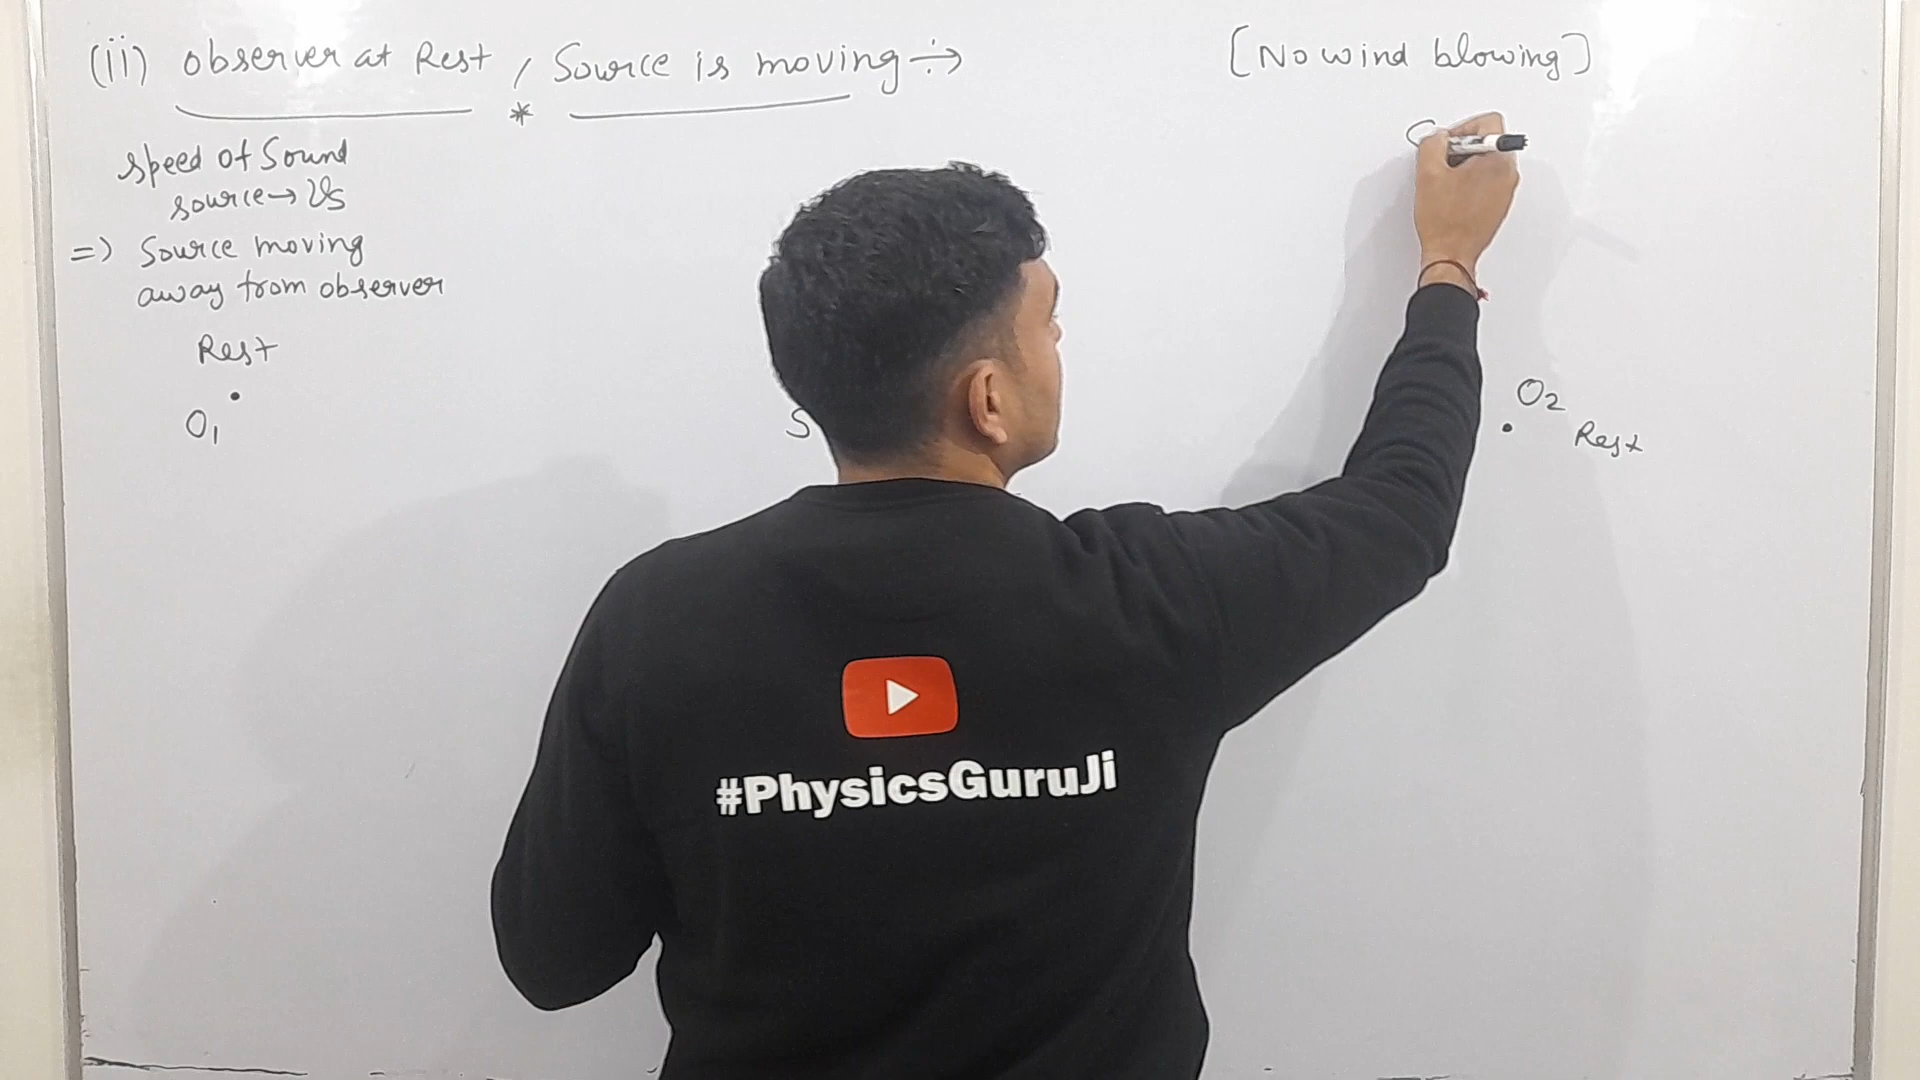 (ii) Observer at Rest, Source is moving ÷>
[No wind blowing]
*
Speed of Sound
source → Vs
=) Source moving
away from observer
Rest
O1
S
O2
Rest
#PhysicsGuruJi